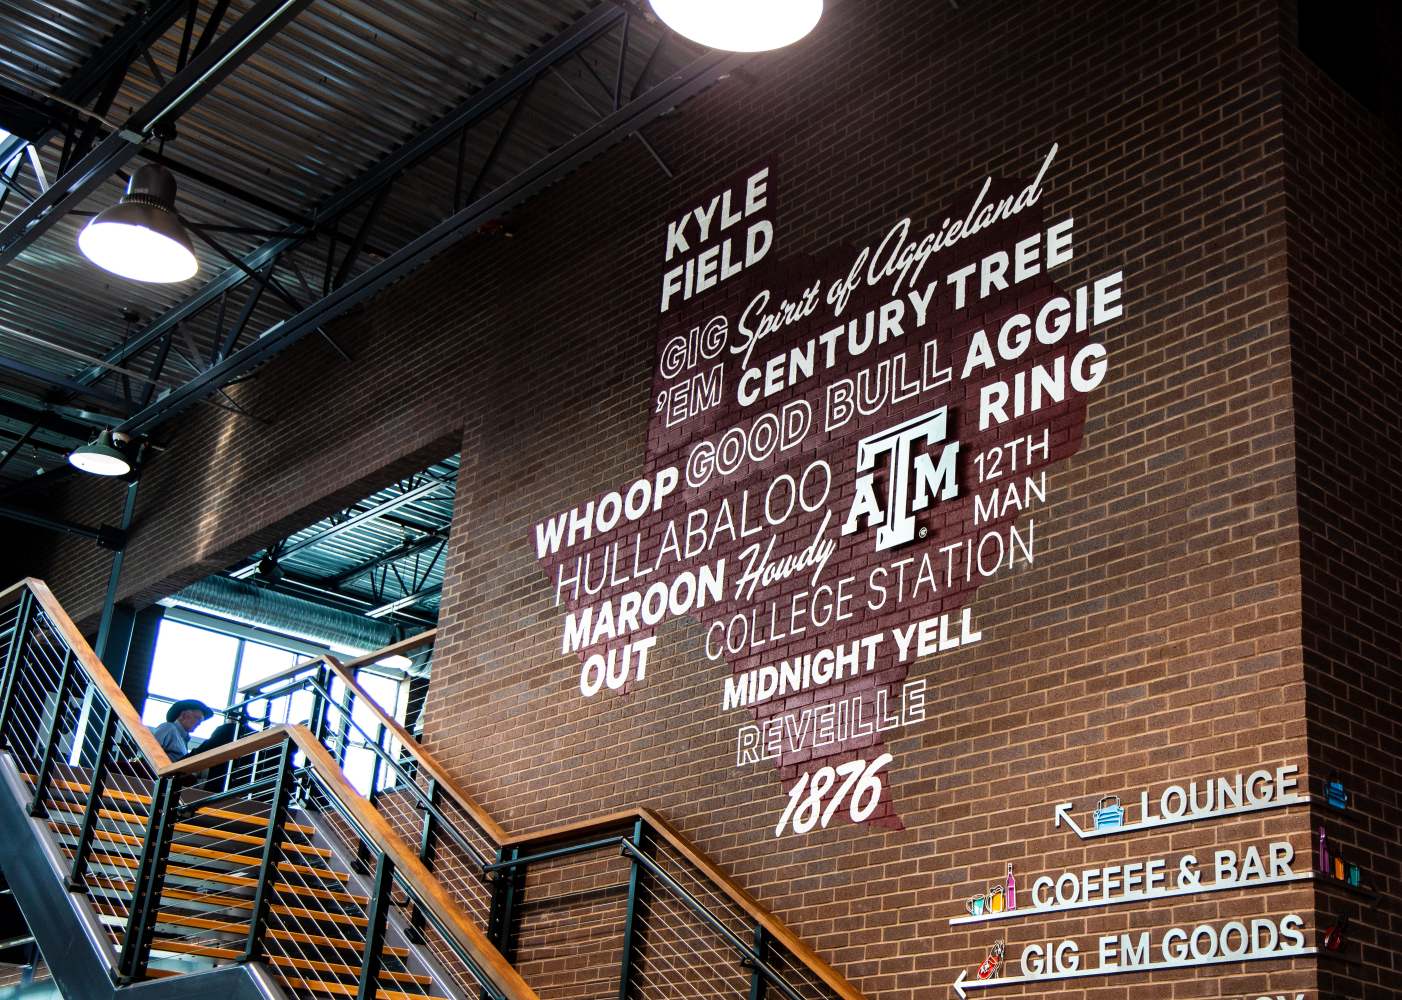 KYLE
FIELD
Spirit of Aggieland
GIG
'EM
CENTURY TREE
GOOD BULL
AGGIE
RING
WHOOP
HULLABALOO
ATM
®
12TH
MAN
MAROON
OUT
Howdy
COLLEGE STATION
MIDNIGHT YELL
REVEILLE
1876
LOUNGE
COFFEE & BAR
GIG EM GOODS